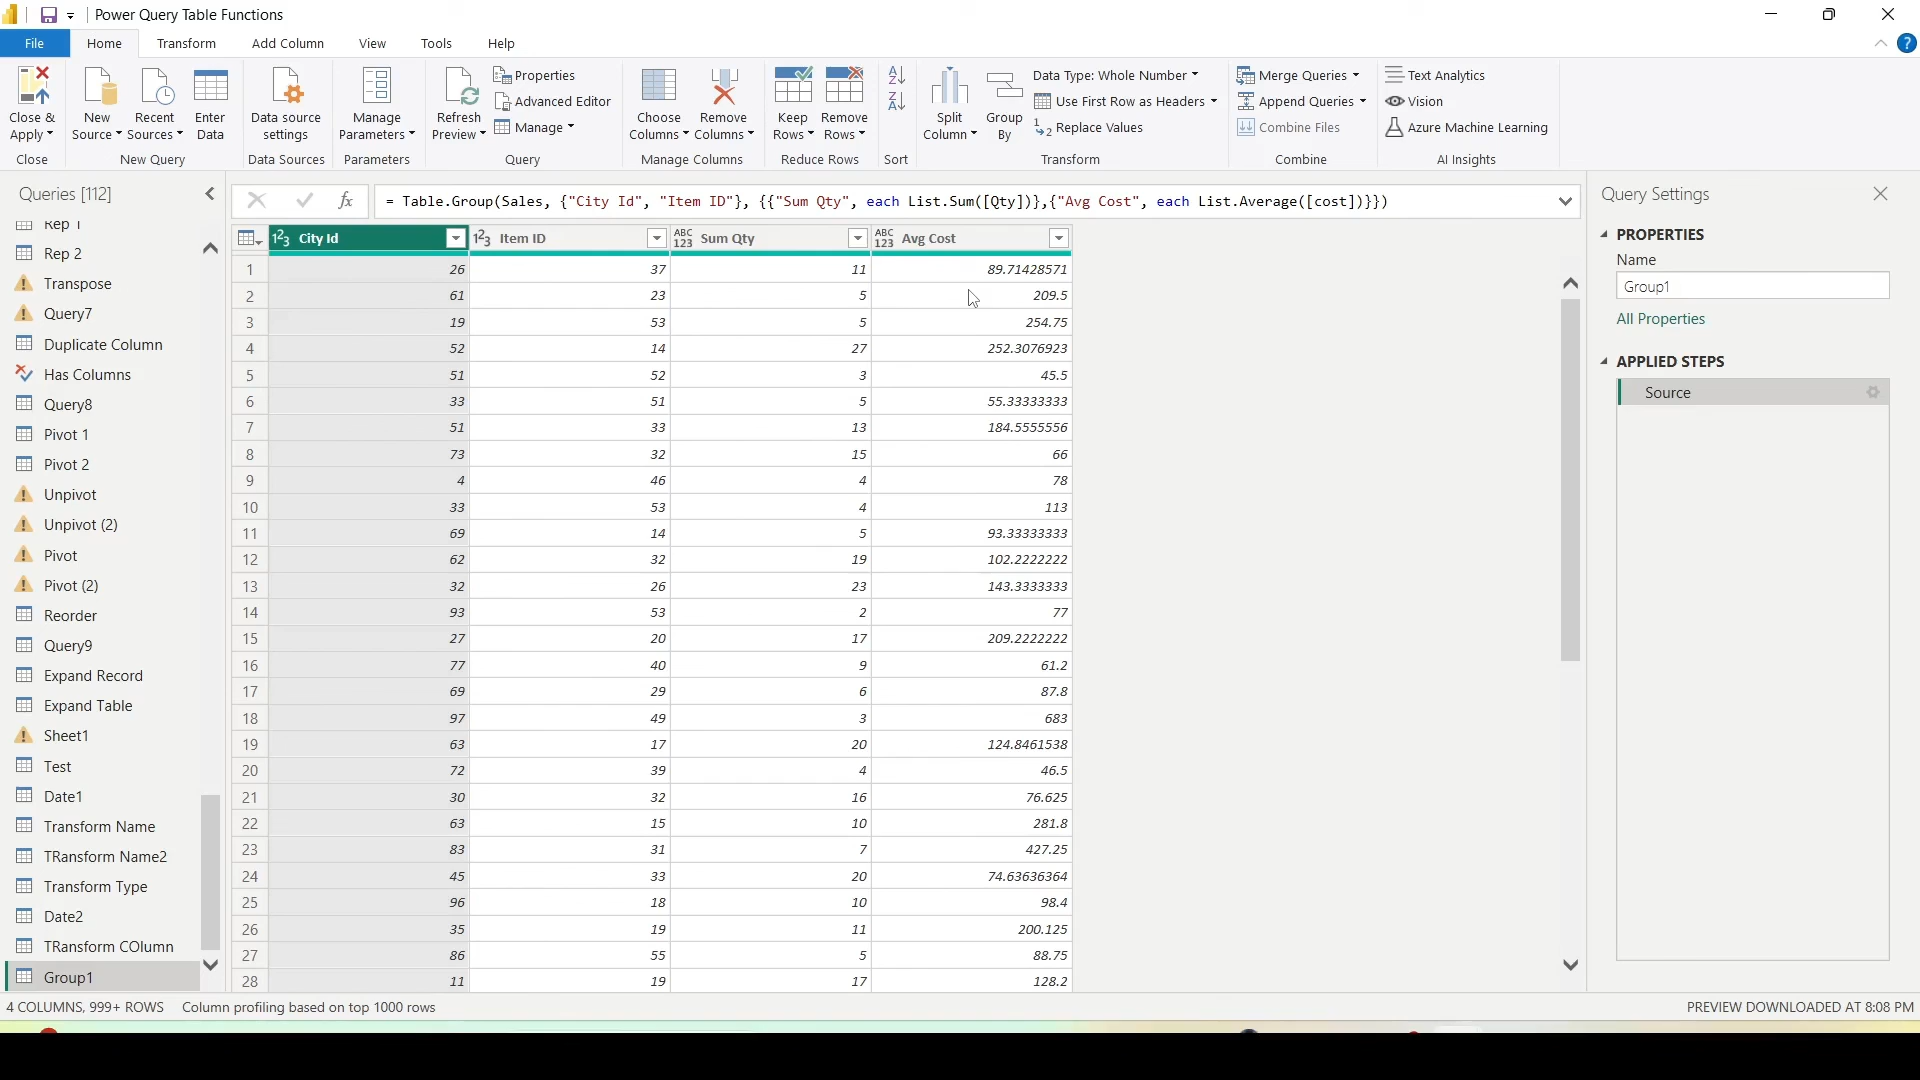 Power Query Table Functions
File Home Transform Add Column View Tools Help
Close & Apply
New Source
Recent Sources
Enter Data
Data source settings
Manage Parameters
Refresh Preview
Properties
Advanced Editor
Manage
Choose Columns
Remove Columns
Keep Rows
Remove Rows
Split Column
Group By
Data Type: Whole Number
Use First Row as Headers
Replace Values
Merge Queries
Append Queries
Combine Files
Text Analytics
Vision
Azure Machine Learning
Close New Query Data Sources Parameters Query Manage Columns Reduce Rows Sort Transform Combine AI Insights
Queries [112]
Rep 1
Rep 2
Transpose
Query7
Duplicate Column
Has Columns
Query8
Pivot 1
Pivot 2
Unpivot
Unpivot (2)
Pivot
Pivot (2)
Reorder
Query9
Expand Record
Expand Table
Sheet1
Test
Date1
Transform Name
TRansform Name2
Transform Type
Date2
TRansform COlumn
Group1
fx = Table.Group(Sales, {"City Id", "Item ID"}, {{"Sum Qty", each List.Sum([Qty])},{"Avg Cost", each List.Average([cost])}})
123 City Id 123 Item ID ABC 123 Sum Qty ABC 123 Avg Cost
1 26 37 11 89.71428571
2 61 23 5 209.5
3 19 53 5 254.75
4 52 14 27 252.3076923
5 51 52 3 45.5
6 33 51 5 55.33333333
7 51 33 13 184.5555556
8 73 32 15 66
9 4 46 4 78
10 33 53 4 113
11 69 14 5 93.33333333
12 62 32 19 102.2222222
13 32 26 23 143.3333333
14 93 53 2 77
15 27 20 17 209.2222222
16 77 40 9 61.2
17 69 29 6 87.8
18 97 49 3 683
19 63 17 20 124.8461538
20 72 39 4 46.5
21 30 32 16 76.625
22 63 15 10 281.8
23 83 31 7 427.25
24 45 33 20 74.63636364
25 96 18 10 98.4
26 35 19 11 200.125
27 86 55 5 88.75
28 11 19 17 128.2
Query Settings
PROPERTIES
Name
Group1
All Properties
APPLIED STEPS
Source
4 COLUMNS, 999+ ROWS Column profiling based on top 1000 rows
PREVIEW DOWNLOADED AT 8:08 PM